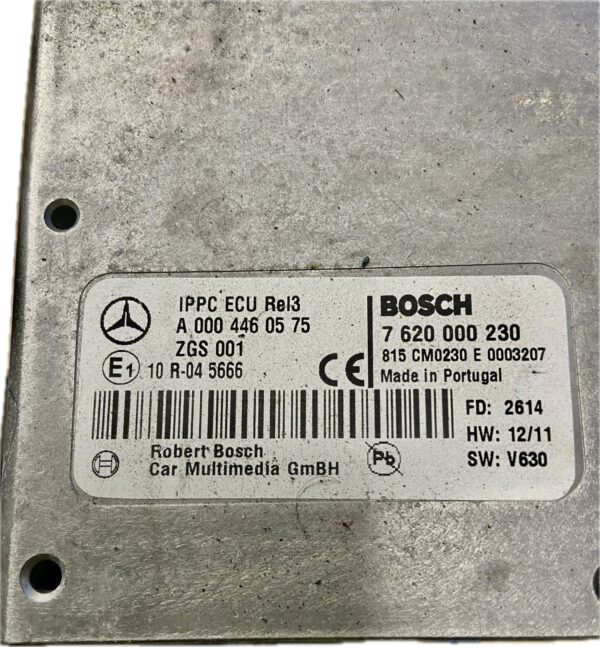 IPPC ECU Rel3
A 000 446 05 75
ZGS 001
E1 10 R-04 5666
CE
BOSCH
7 620 000 230
815 CM0230 E 0003207
Made in Portugal
FD: 2614
HW: 12/11
SW: V630
Robert Bosch
Car Multimedia GmBH
Pb